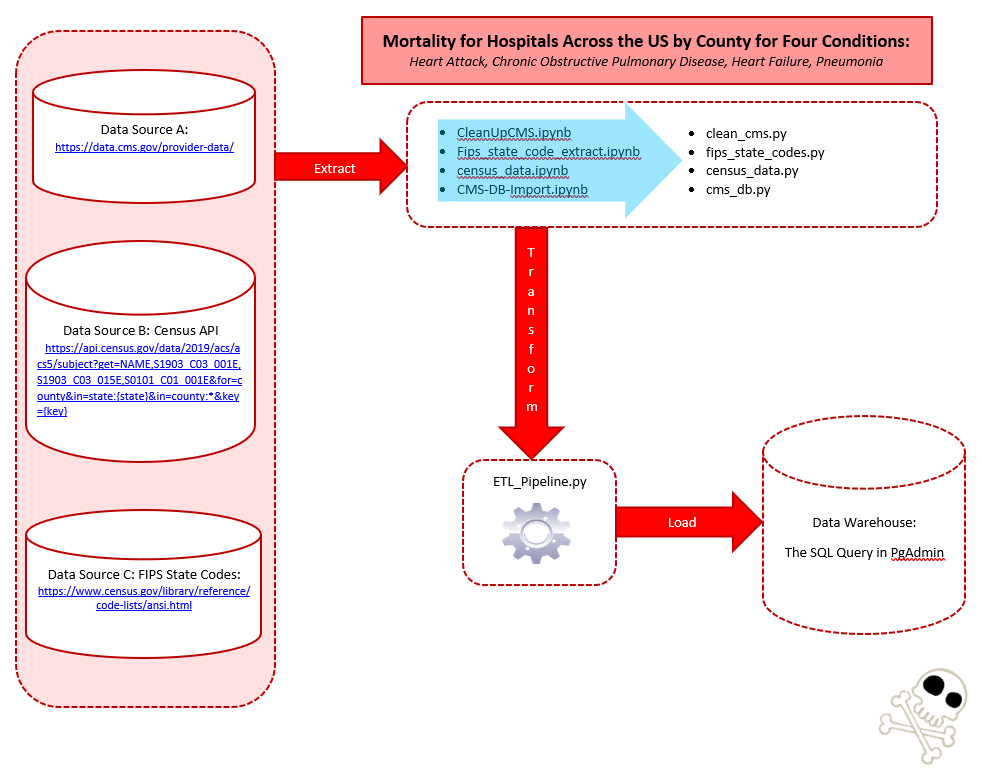 Mortality for Hospitals Across the US by County for Four Conditions:
Heart Attack, Chronic Obstructive Pulmonary Disease, Heart Failure, Pneumonia
Data Source A:
https://data.cms.gov/provider-data/
Extract
• CleanUpCMS.ipynb
• Fips_state_code_extract.ipynb
• census_data.ipynb
• CMS-DB-Import.ipynb
• clean_cms.py
• fips_state_codes.py
• census_data.py
• cms_db.py
Transform
Data Source B: Census API
https://api.census.gov/data/2019/acs/a
cs5/subject?get=NAME,S1903_C03_001E,
S1903_C03_015E,S0101_C01_001E&for=c
ounty&in=state:{state}&in=county:*&key
={key}
ETL_Pipeline.py
Load
Data Warehouse:
The SQL Query in PgAdmin
Data Source C: FIPS State Codes:
https://www.census.gov/library/reference/
code-lists/ansi.html